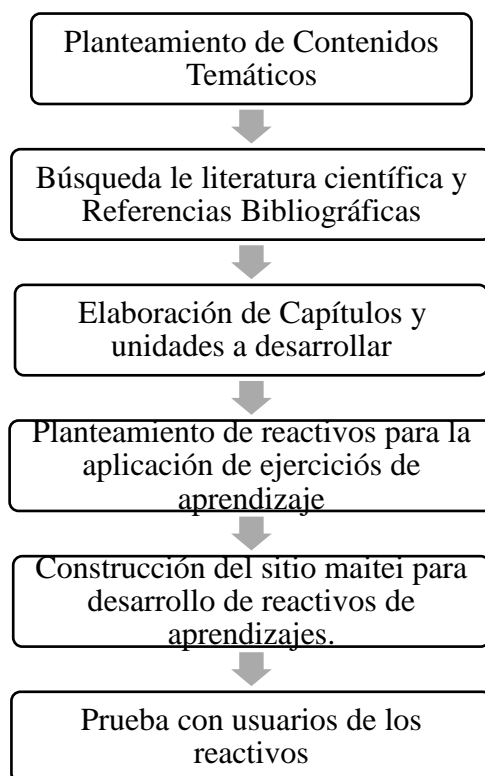 Planteamiento de Contenidos
Temáticos
Búsqueda le literatura científica y
Referencias Bibliográficas
Elaboración de Capítulos y
unidades a desarrollar
Planteamiento de reactivos para la
aplicación de ejerciciós de
aprendizaje
Construcción del sitio maitei para
desarrollo de reactivos de
aprendizajes.
Prueba con usuarios de los
reactivos